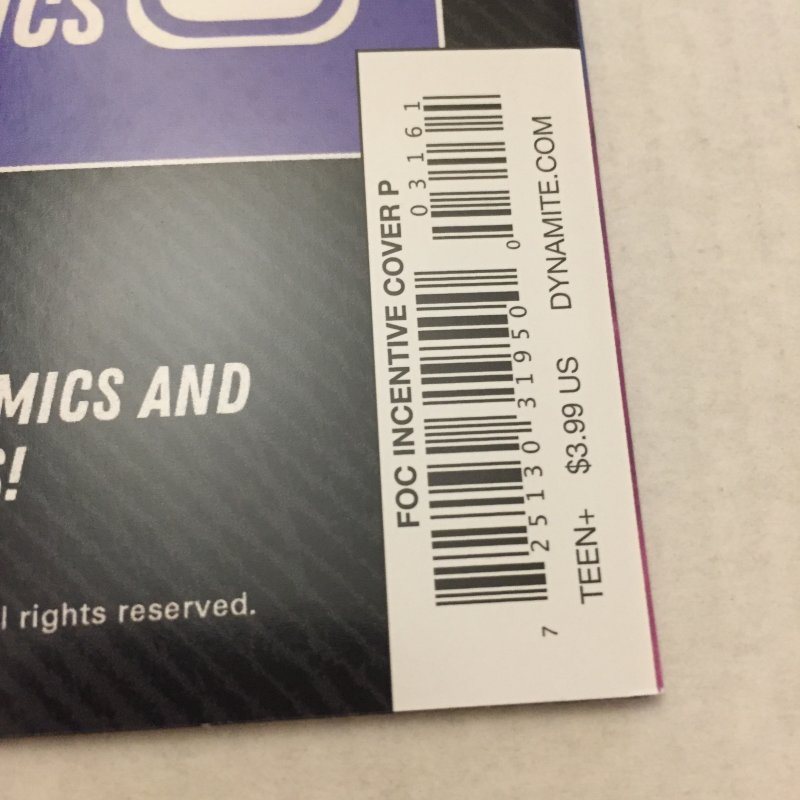 ICS
MICS AND
S!
l rights reserved.
FOC INCENTIVE COVER P
03161
7 25130 31950 0
TEEN+ $3.99 US DYNAMITE.COM